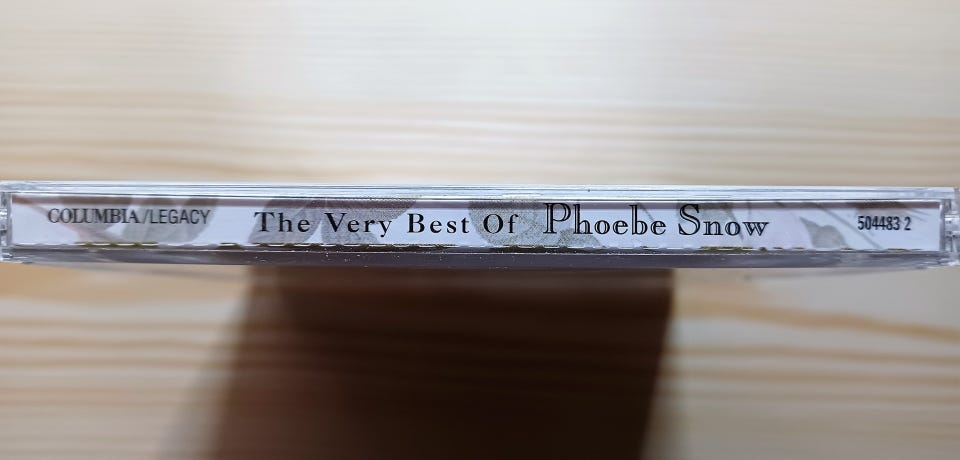 COLUMBIA/LEGACY The Very Best Of Phoebe Snow 504483 2